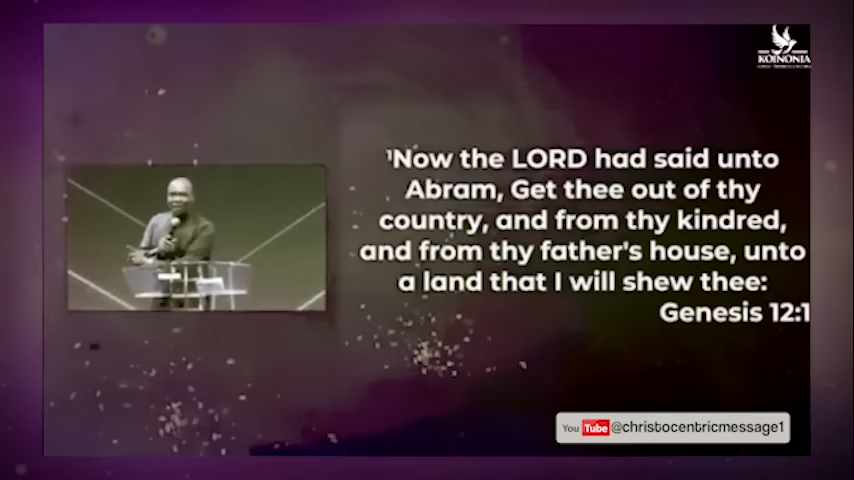 KOINONIA
¹Now the LORD had said unto
Abram, Get thee out of thy
country, and from thy kindred,
and from thy father's house, unto
a land that I will shew thee:
Genesis 12:1
You Tube @christocentricmessage1